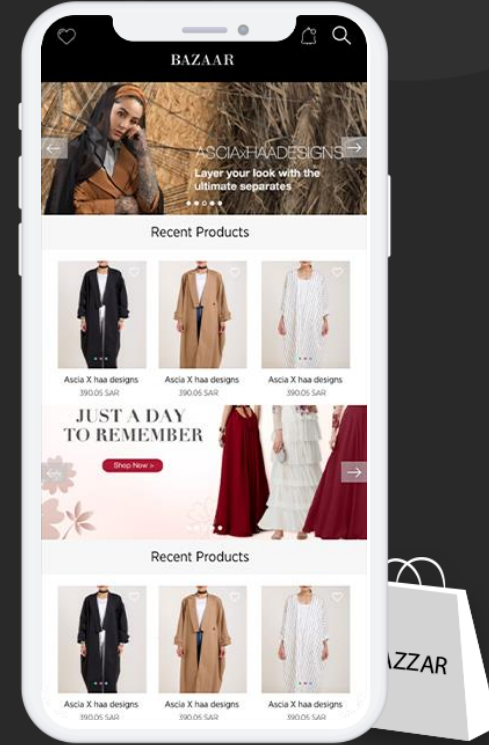 BAZAAR
ASCIAxHAADESIGNS
Layer your look with the
ultimate separates
Recent Products
Ascia X haa designs
Ascia X haa designs
Ascia X haa designs
390.05 SAR
390.05 SAR
390.05 SAR
JUST A DAY
TO REMEMBER
Shop Now >
Recent Products
Ascia X haa designs
Ascia X haa designs
Ascia X haa designs
390.05 SAR
390.05 SAR
390.05 SAR
AZZAR